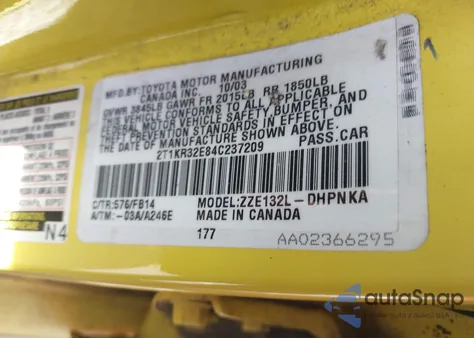 MFD.BY:TOYOTA MOTOR MANUFACTURING
CANADA INC. 10/03
GVWR 3845LB GAWR FR 2015LB RR 1850LB
THIS VEHICLE CONFORMS TO ALL APPLICABLE
FEDERAL MOTOR VEHICLE SAFETY,BUMPER, AND
THEFT PREVENTION STANDARDS IN EFFECT ON
THE DATE OF MANUFACTURE SHOWN ABOVE.
2T1KR32E84C237209 PASS.CAR
C/TR:576/FB14 MODEL:ZZE132L-DHPNKA
A/TM:-03A/A246E MADE IN CANADA
177 AA02366295
N4
autoSnap